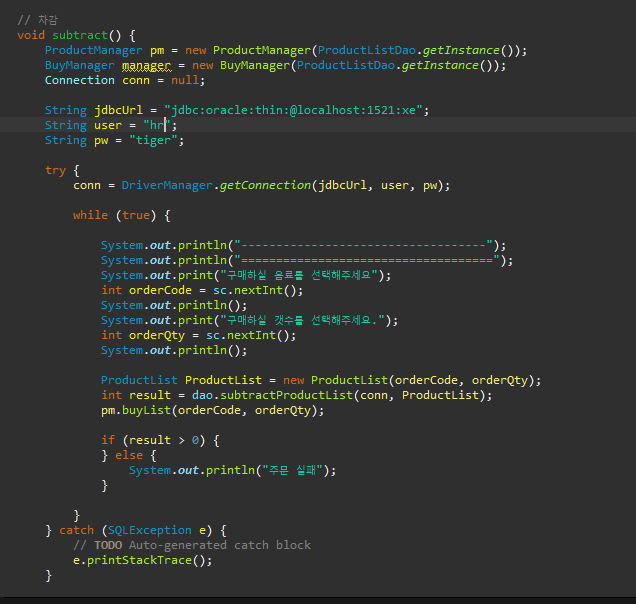 // 차감
void subtract() {
    ProductManager pm = new ProductManager(ProductListDao.getInstance());
    BuyManager manager = new BuyManager(ProductListDao.getInstance());
    Connection conn = null;

    String jdbcUrl = "jdbc:oracle:thin:@localhost:1521:xe";
    String user = "hr";
    String pw = "tiger";

    try {
        conn = DriverManager.getConnection(jdbcUrl, user, pw);

        while (true) {

            System.out.println("-----------------------------------");
            System.out.println("====================================");
            System.out.print("구매하실 음료를 선택해주세요");
            int orderCode = sc.nextInt();
            System.out.println();
            System.out.print("구매하실 갯수를 선택해주세요.");
            int orderQty = sc.nextInt();
            System.out.println();

            ProductList ProductList = new ProductList(orderCode, orderQty);
            int result = dao.subtractProductList(conn, ProductList);
            pm.buyList(orderCode, orderQty);

            if (result > 0) {
            } else {
                System.out.println("주문 실패");
            }

        }
    } catch (SQLException e) {
        // TODO Auto-generated catch block
        e.printStackTrace();
    }